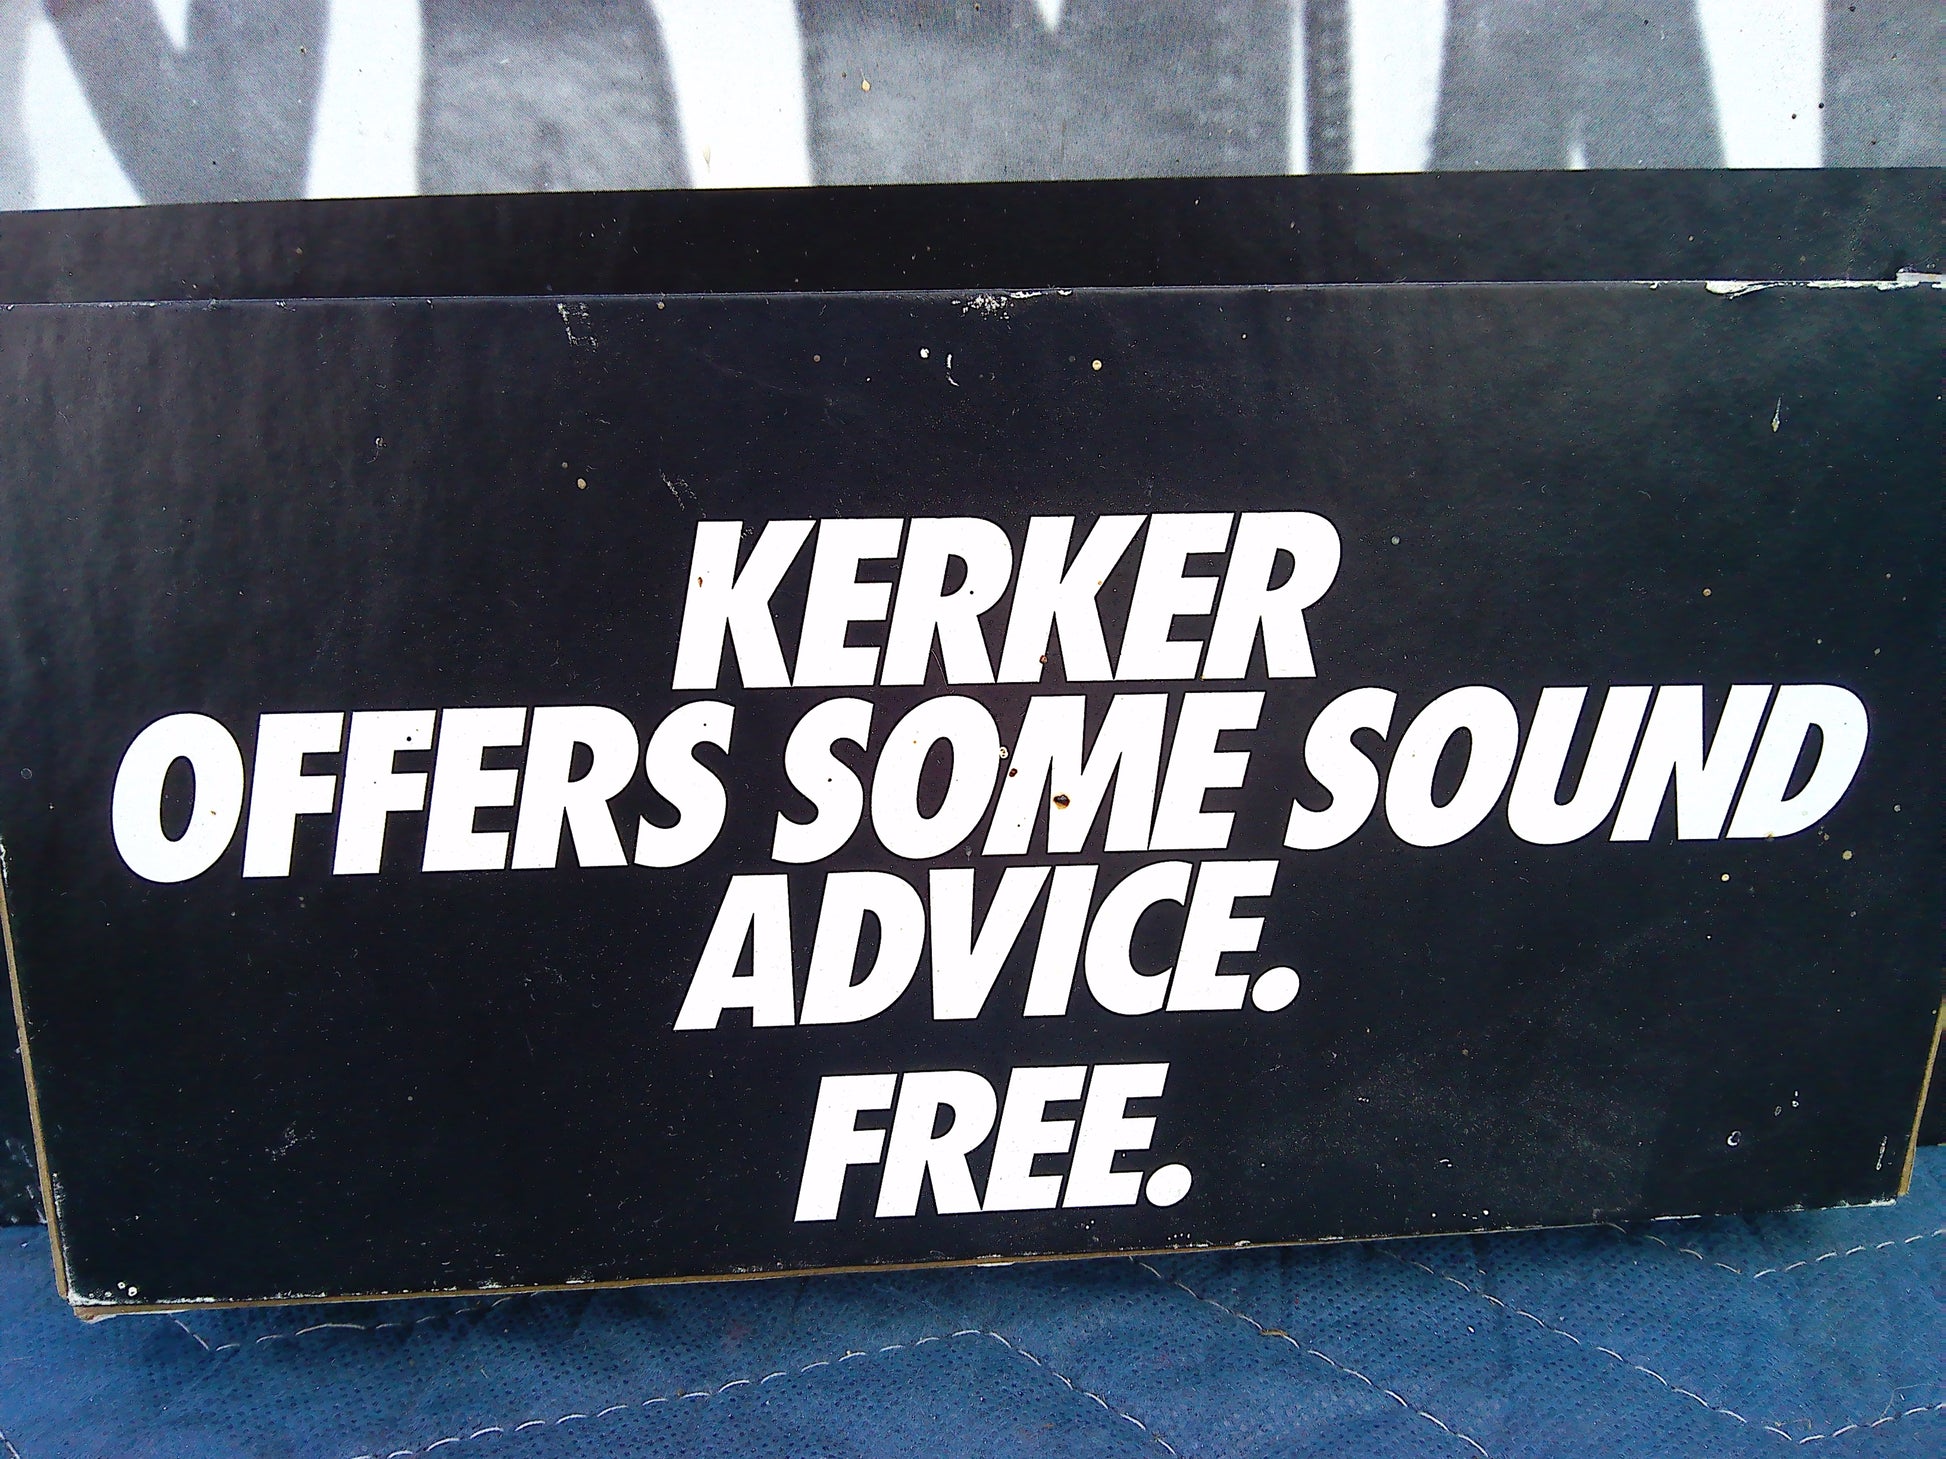 KERKER
OFFERS SOME SOUND
ADVICE.
FREE.